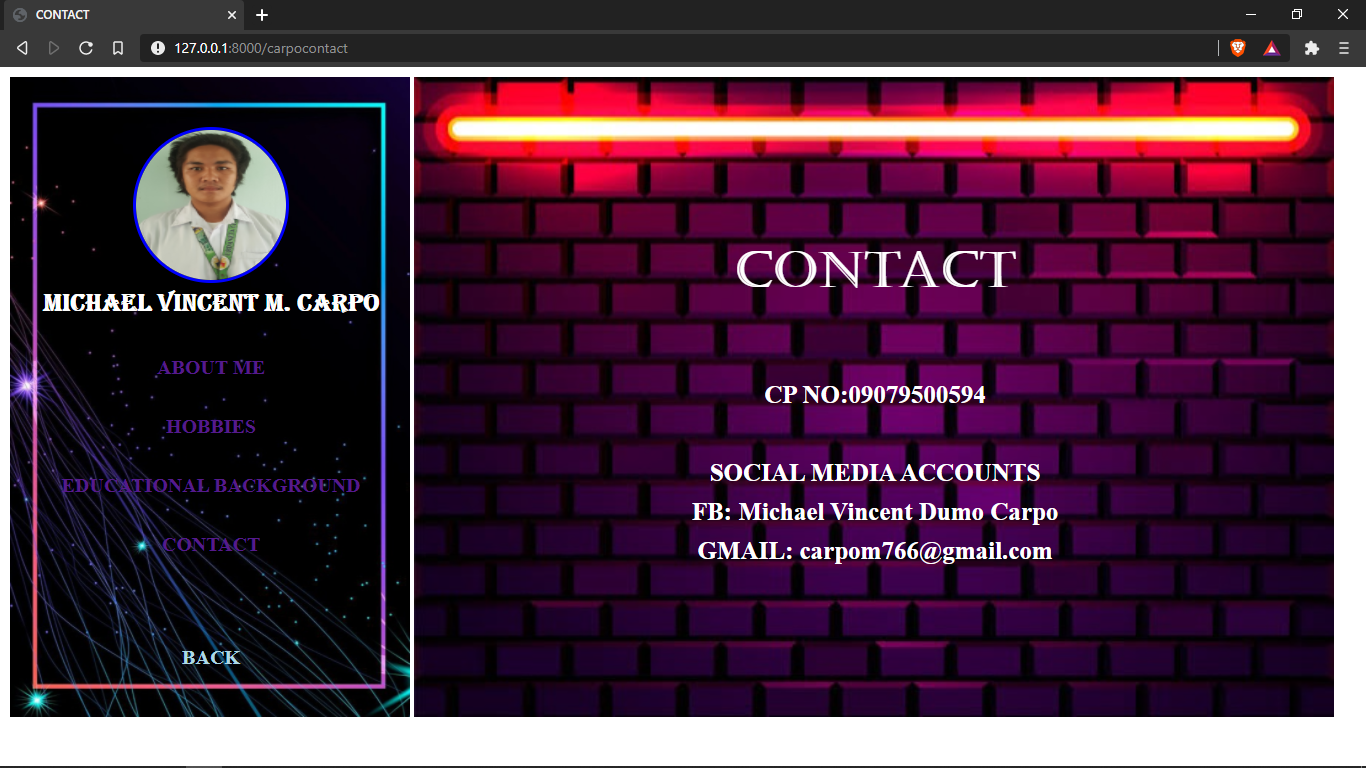 CONTACT
127.0.0.1:8000/carpocontact
MICHAEL VINCENT M. CARPO
ABOUT ME
HOBBIES
EDUCATIONAL BACKGROUND
CONTACT
BACK
CONTACT
CP NO:09079500594
SOCIAL MEDIA ACCOUNTS
FB: Michael Vincent Dumo Carpo
GMAIL: carpom766@gmail.com